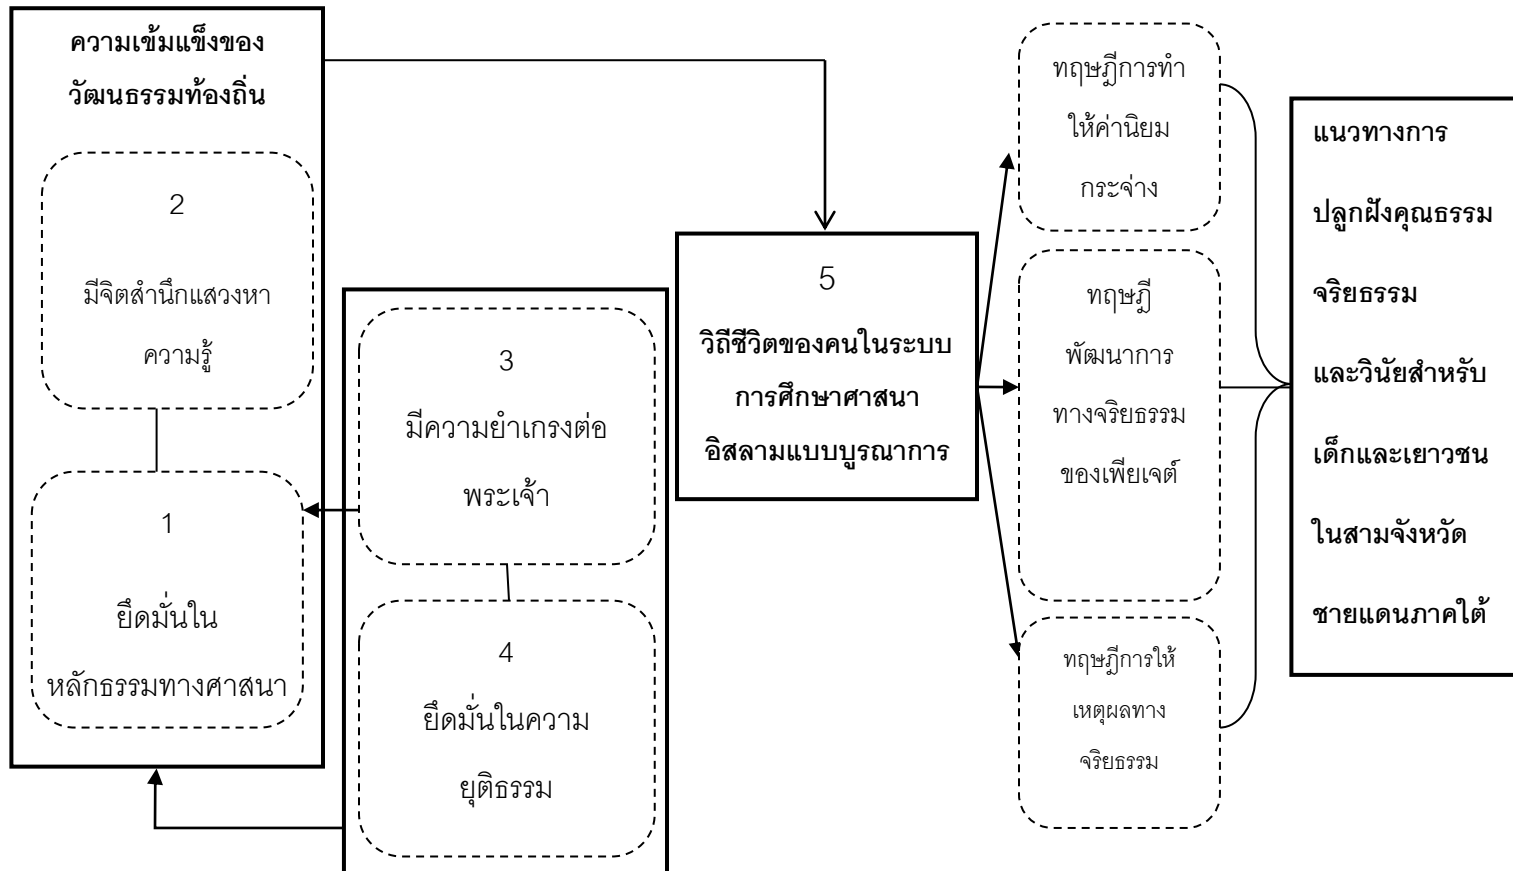 ความเข้มแข็งของ
วัฒนธรรมท้องถิ่น
2
มีจิตสำนึกแสวงหา
ความรู้
1
ยึดมั่นใน
หลักธรรมทางศาสนา
3
มีความยำเกรงต่อ
พระเจ้า
4
ยึดมั่นในความ
ยุติธรรม
5
วิถีชีวิตของคนในระบบ
การศึกษาศาสนา
อิสลามแบบบูรณาการ
ทฤษฎีการทำ
ให้ค่านิยม
กระจ่าง
ทฤษฎี
พัฒนาการ
ทางจริยธรรม
ของเพียเจต์
ทฤษฎีการให้
เหตุผลทาง
จริยธรรม
แนวทางการ
ปลูกฝังคุณธรรม
จริยธรรม
และวินัยสำหรับ
เด็กและเยาวชน
ในสามจังหวัด
ชายแดนภาคใต้